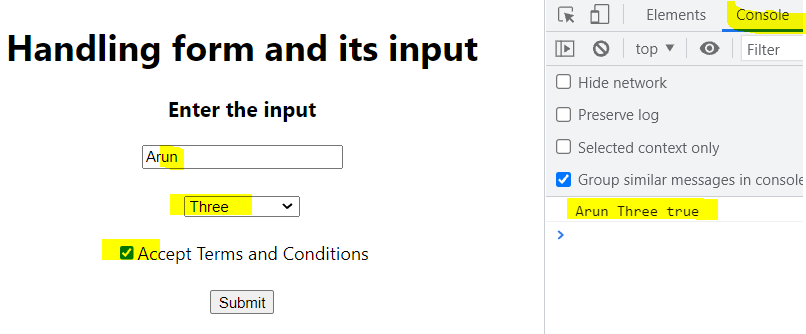 Handling form and its input
Enter the input
Arun
Three
Accept Terms and Conditions
Submit
Elements Console
top Filter
Hide network
Preserve log
Selected context only
Group similar messages in console
Arun Three true